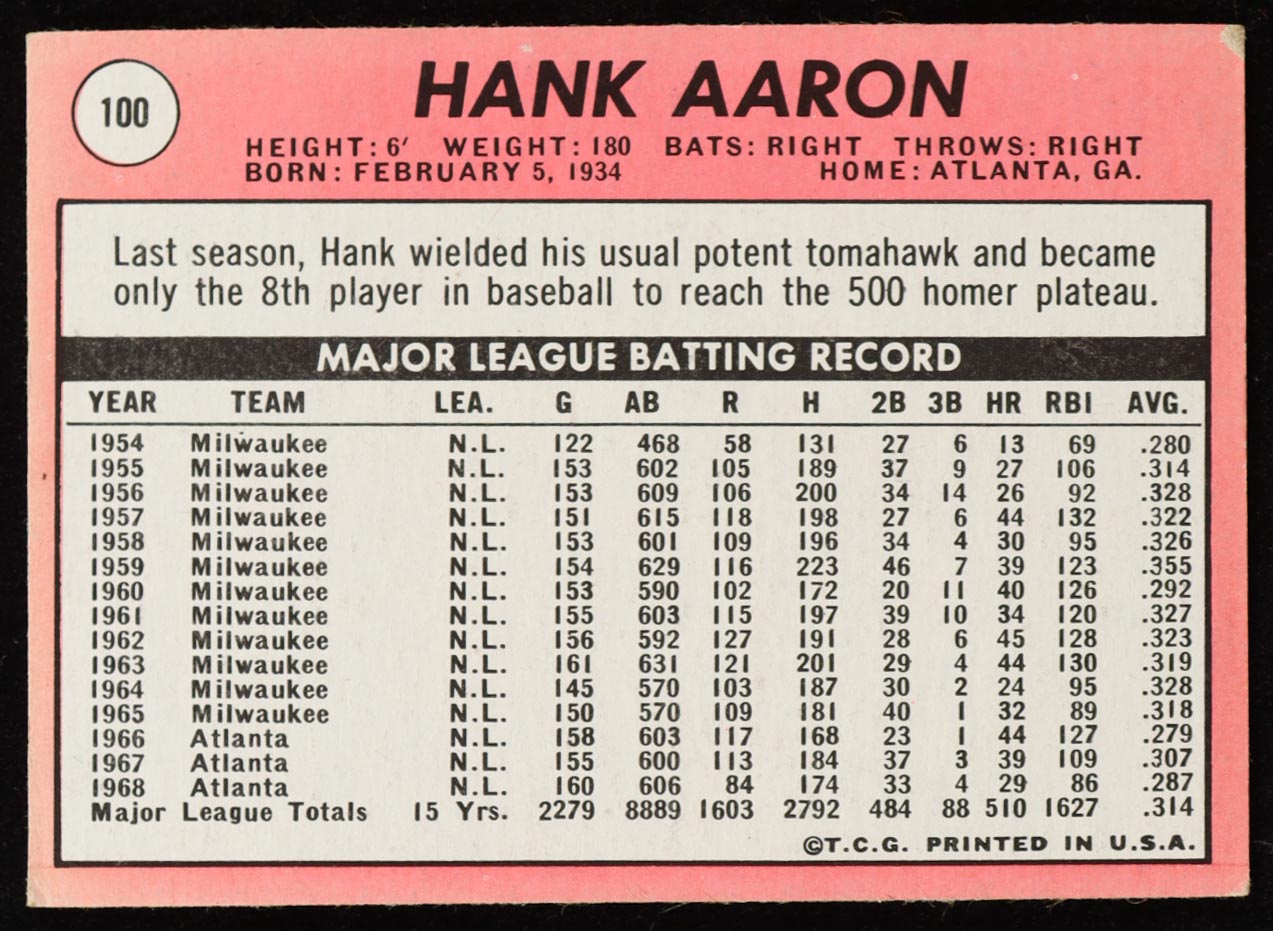 100
HANK AARON
HEIGHT: 6' WEIGHT: 180 BATS: RIGHT THROWS: RIGHT
BORN: FEBRUARY 5, 1934 HOME: ATLANTA, GA.
Last season, Hank wielded his usual potent tomahawk and became
only the 8th player in baseball to reach the 500 homer plateau.
MAJOR LEAGUE BATTING RECORD
YEAR TEAM LEA. G AB R H 2B 3B HR RBI AVG.
1954 Milwaukee N.L. 122 468 58 131 27 6 13 69 .280
1955 Milwaukee N.L. 153 602 105 189 37 9 27 106 .314
1956 Milwaukee N.L. 153 609 106 200 34 14 26 92 .328
1957 Milwaukee N.L. 151 615 118 198 27 6 44 132 .322
1958 Milwaukee N.L. 153 601 109 196 34 4 30 95 .326
1959 Milwaukee N.L. 154 629 116 223 46 7 39 123 .355
1960 Milwaukee N.L. 153 590 102 172 20 11 40 126 .292
1961 Milwaukee N.L. 155 603 115 197 39 10 34 120 .327
1962 Milwaukee N.L. 156 592 127 191 28 6 45 128 .323
1963 Milwaukee N.L. 161 631 121 201 29 4 44 130 .319
1964 Milwaukee N.L. 145 570 103 187 30 2 24 95 .328
1965 Milwaukee N.L. 150 570 109 181 40 1 32 89 .318
1966 Atlanta N.L. 158 603 117 168 23 1 44 127 .279
1967 Atlanta N.L. 155 600 113 184 37 3 39 109 .307
1968 Atlanta N.L. 160 606 84 174 33 4 29 86 .287
Major League Totals 15 Yrs. 2279 8889 1603 2792 484 88 510 1627 .314
©T.C.G. PRINTED IN U.S.A.